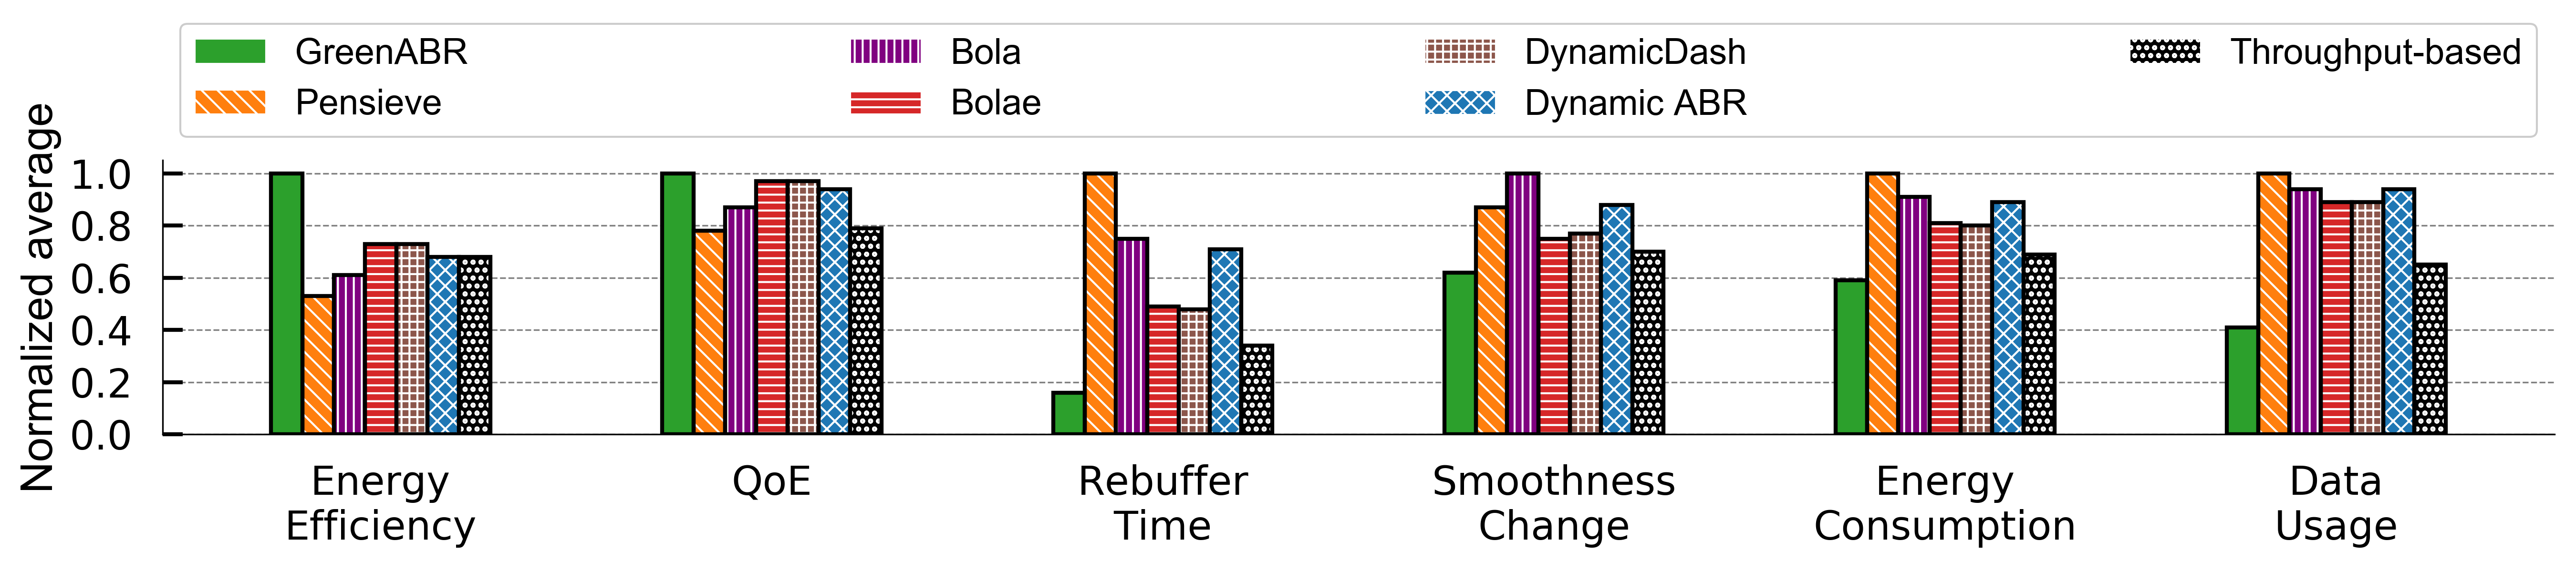 GreenABR
Bola
DynamicDash
Throughput-based
Pensieve
Bolae
Dynamic ABR
Normalized average
1.0
0.8
0.6
0.4
0.2
0.0
Energy
Efficiency
QoE
Rebuffer
Time
Smoothness
Change
Energy
Consumption
Data
Usage